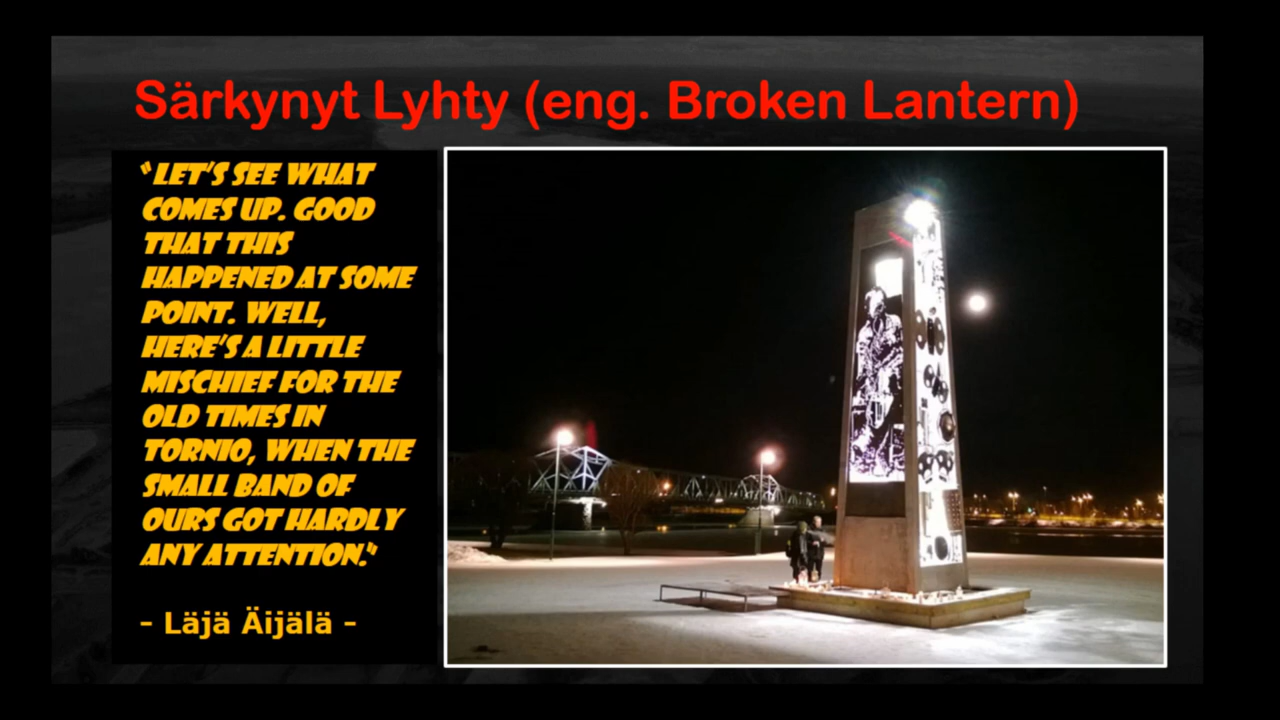 Särkynyt Lyhty (eng. Broken Lantern)
“LET’S SEE WHAT
COMES UP. GOOD
THAT THIS
HAPPENED AT SOME
POINT. WELL,
HERE’S A LITTLE
MISCHIEF FOR THE
OLD TIMES IN
TORNIO, WHEN THE
SMALL BAND OF
OURS GOT HARDLY
ANY ATTENTION.”
– Läjä Äijälä –